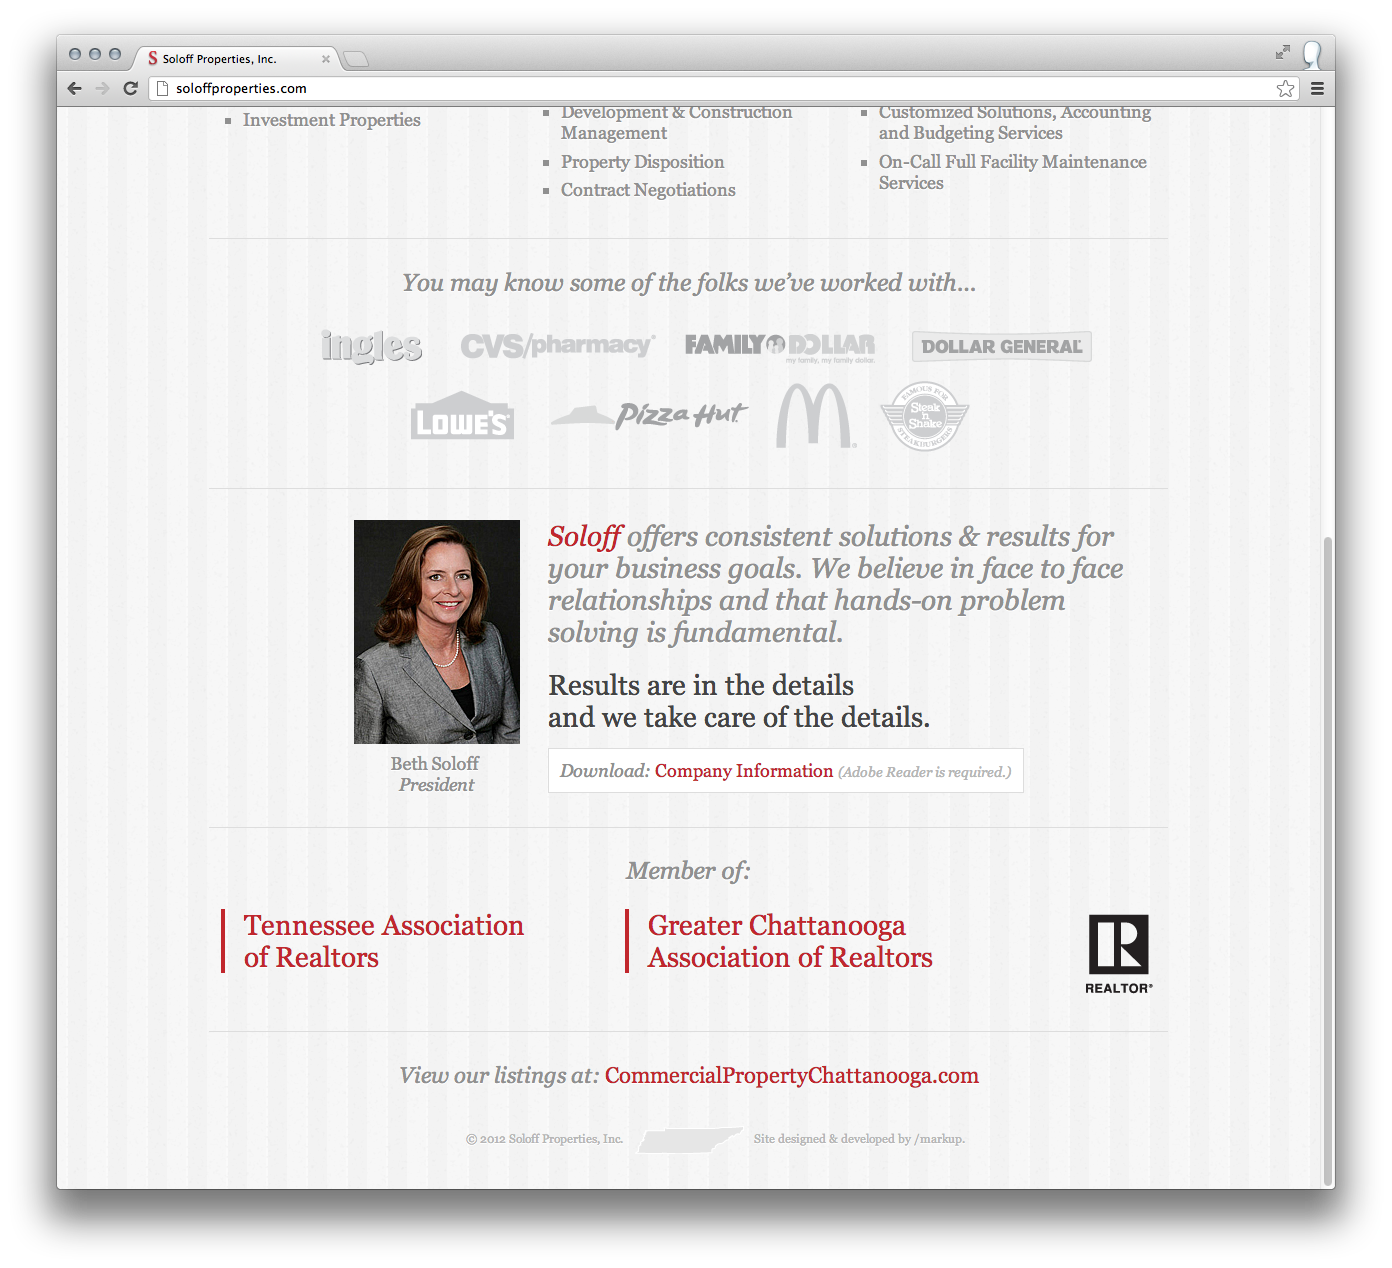 Soloff Properties, Inc.
soloffproperties.com
Investment Properties
Development & Construction
Management
Property Disposition
Contract Negotiations
Customized Solutions, Accounting
and Budgeting Services
On-Call Full Facility Maintenance
Services
You may know some of the folks we’ve worked with...
ingles
CVS/pharmacy®
FAMILY DOLLAR
my family, my family dollar.
DOLLAR GENERAL
LOWE'S
Pizza Hut
M
FAMOUS FOR
Steak
n
Shake
STEAKBURGERS
Soloff offers consistent solutions & results for
your business goals. We believe in face to face
relationships and that hands-on problem
solving is fundamental.
Results are in the details
and we take care of the details.
Beth Soloff
President
Download: Company Information (Adobe Reader is required.)
Member of:
Tennessee Association
of Realtors
Greater Chattanooga
Association of Realtors
R
REALTOR®
View our listings at: CommercialPropertyChattanooga.com
© 2012 Soloff Properties, Inc.
Site designed & developed by /markup.